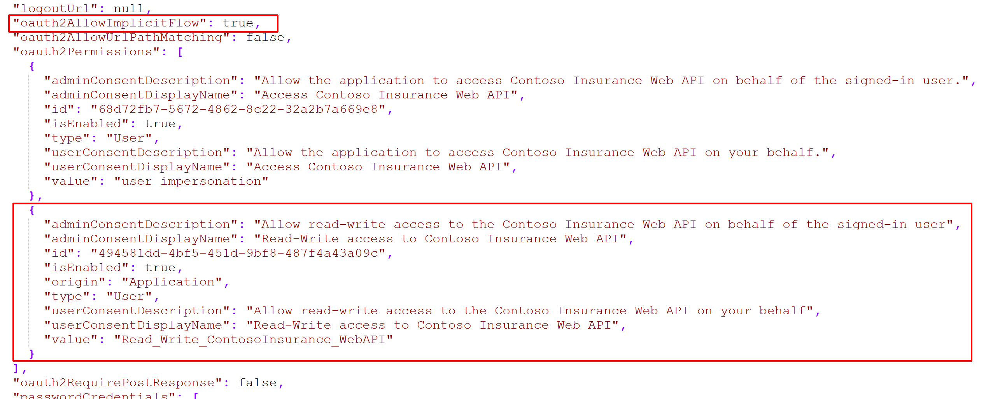 "logoutUrl": null,
"oauth2AllowImplicitFlow": true,
"oauth2AllowUrlPathMatching": false,
"oauth2Permissions": [
{
"adminConsentDescription": "Allow the application to access Contoso Insurance Web API on behalf of the signed-in user.",
"adminConsentDisplayName": "Access Contoso Insurance Web API",
"id": "68d72fb7-5672-4862-8c22-32a2b7a669e8",
"isEnabled": true,
"type": "User",
"userConsentDescription": "Allow the application to access Contoso Insurance Web API on your behalf.",
"userConsentDisplayName": "Access Contoso Insurance Web API",
"value": "user_impersonation"
},
{
"adminConsentDescription": "Allow read-write access to the Contoso Insurance Web API on behalf of the signed-in user",
"adminConsentDisplayName": "Read-Write access to Contoso Insurance Web API",
"id": "494581dd-4bf5-451d-9bf8-487f4a43a09c",
"isEnabled": true,
"origin": "Application",
"type": "User",
"userConsentDescription": "Allow read-write access to the Contoso Insurance Web API on your behalf",
"userConsentDisplayName": "Read-Write access to Contoso Insurance Web API",
"value": "Read_Write_ContosoInsurance_WebAPI"
}
],
"oauth2RequirePostResponse": false,
"passwordCredentials": [